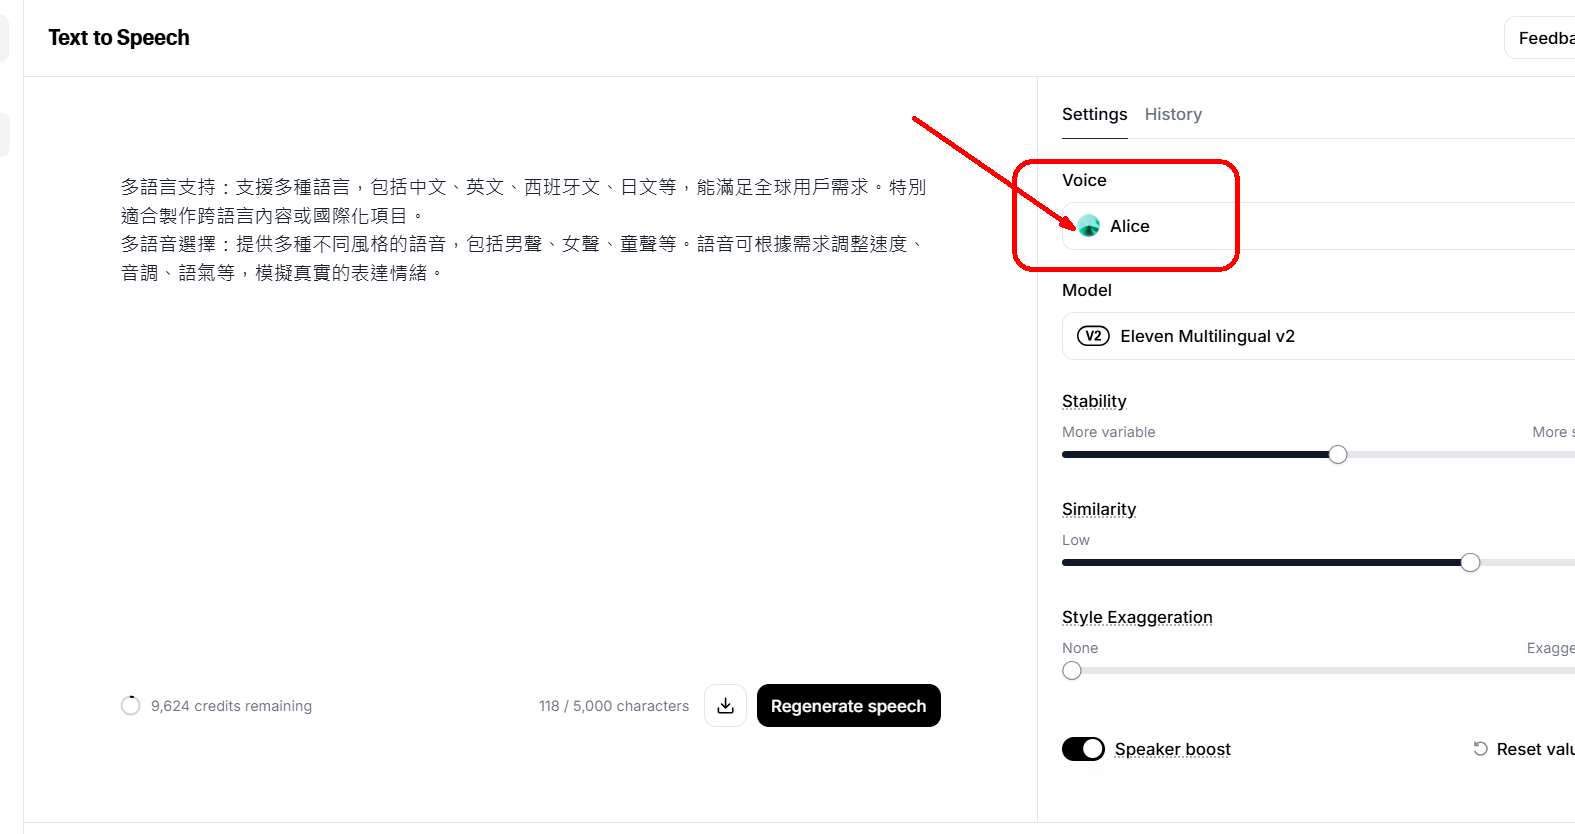 Text to Speech
Feedba
Settings History
多語言支持：支援多種語言，包括中文、英文、西班牙文、日文等，能滿足全球用戶需求。特別
適合製作跨語言內容或國際化項目。
多語音選擇：提供多種不同風格的語音，包括男聲、女聲、童聲等。語音可根據需求調整速度、
音調、語氣等，模擬真實的表達情緒。
Voice
Alice
Model
V2 Eleven Multilingual v2
Stability
More variable More s
Similarity
Low
Style Exaggeration
None Exagge
9,624 credits remaining 118 / 5,000 characters Regenerate speech
Speaker boost Reset valu